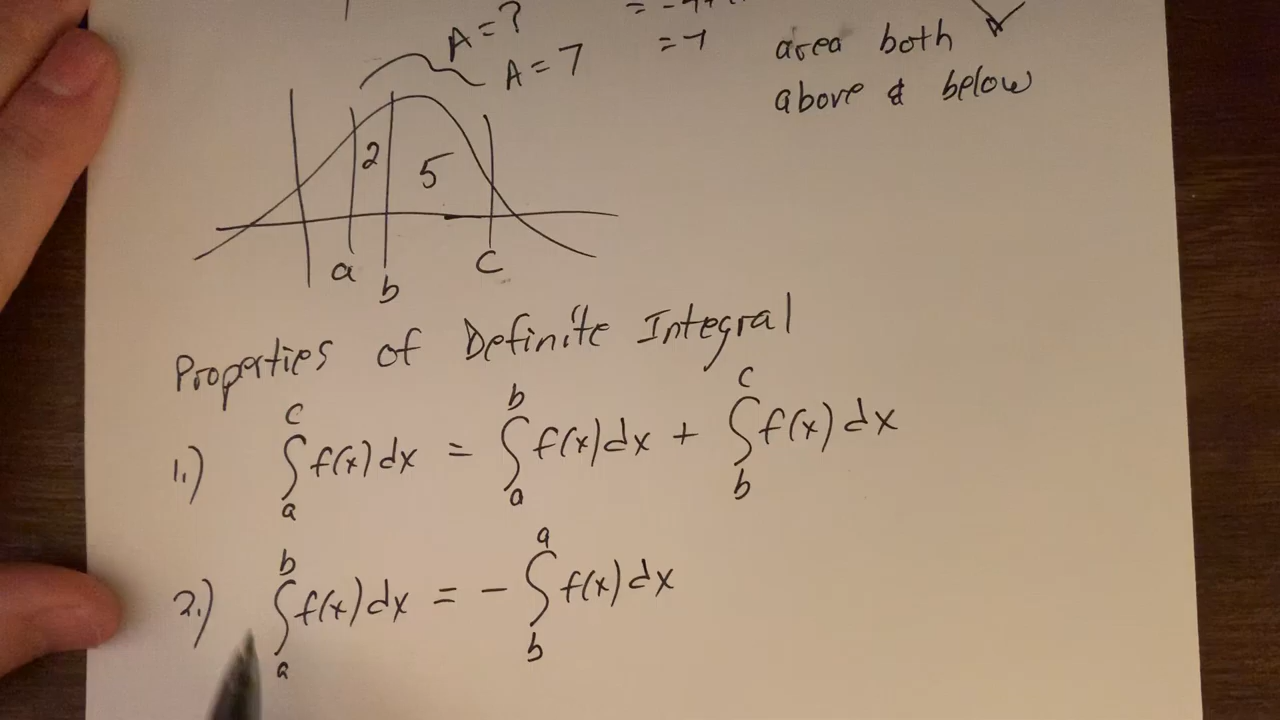 A = ?
A = 7
area both
above & below
2
5
a
b
c
Properties of Definite Integral
1.) ∫_a^c f(x) dx = ∫_a^b f(x) dx + ∫_b^c f(x) dx
2.) ∫_a^b f(x) dx = - ∫_b^a f(x) dx